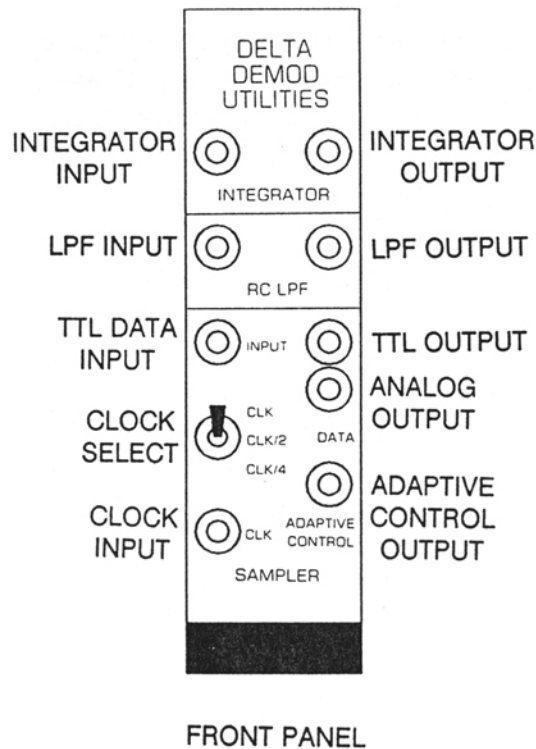 DELTA
DEMOD
UTILITIES
INTEGRATOR
INPUT
INTEGRATOR
OUTPUT
INTEGRATOR
LPF INPUT
LPF OUTPUT
RC LPF
TTL DATA
INPUT
INPUT
TTL OUTPUT
ANALOG
OUTPUT
CLOCK
SELECT
CLK
CLK/2
CLK/4
DATA
ADAPTIVE
CONTROL
OUTPUT
CLOCK
INPUT
CLK
ADAPTIVE
CONTROL
SAMPLER
FRONT PANEL